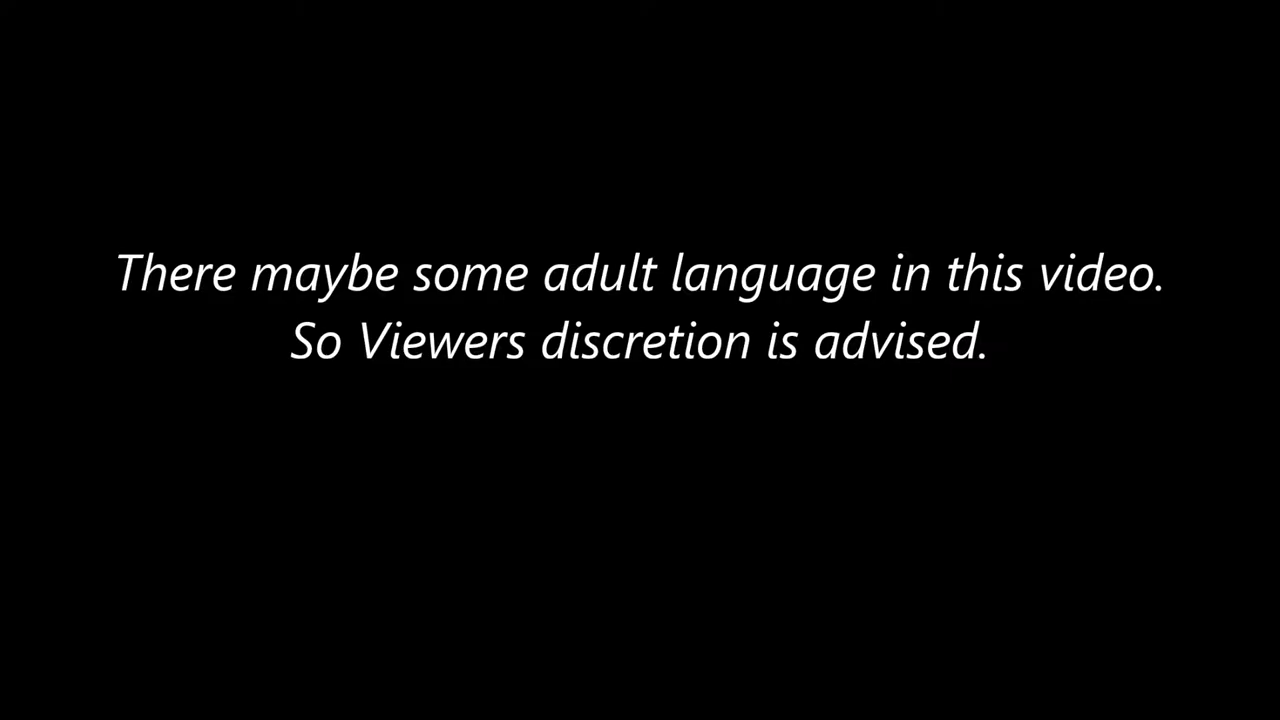 There maybe some adult language in this video.
So Viewers discretion is advised.